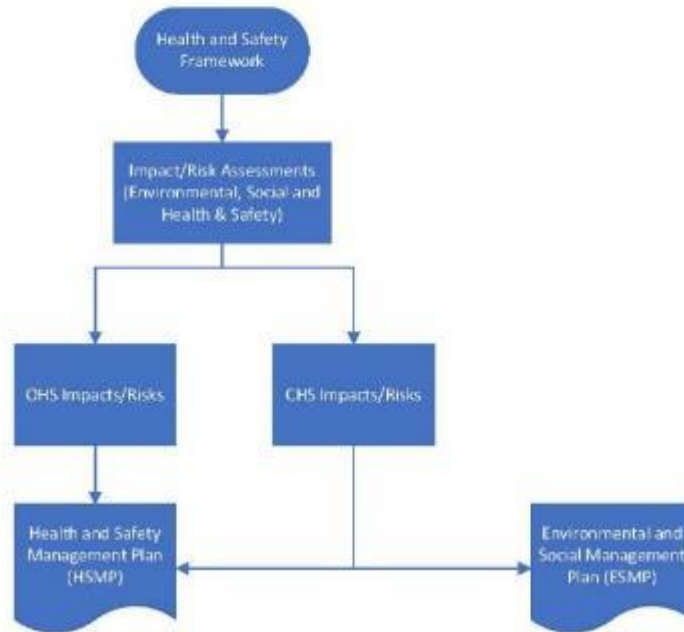 Health and Safety
Framework
Impact/Risk Assessments
(Environmental, Social and
Health & Safety)
OHS Impacts/Risks
CHS Impacts/Risks
Health and Safety
Management Plan
(HSMP)
Environmental and
Social Management
Plan (ESMP)